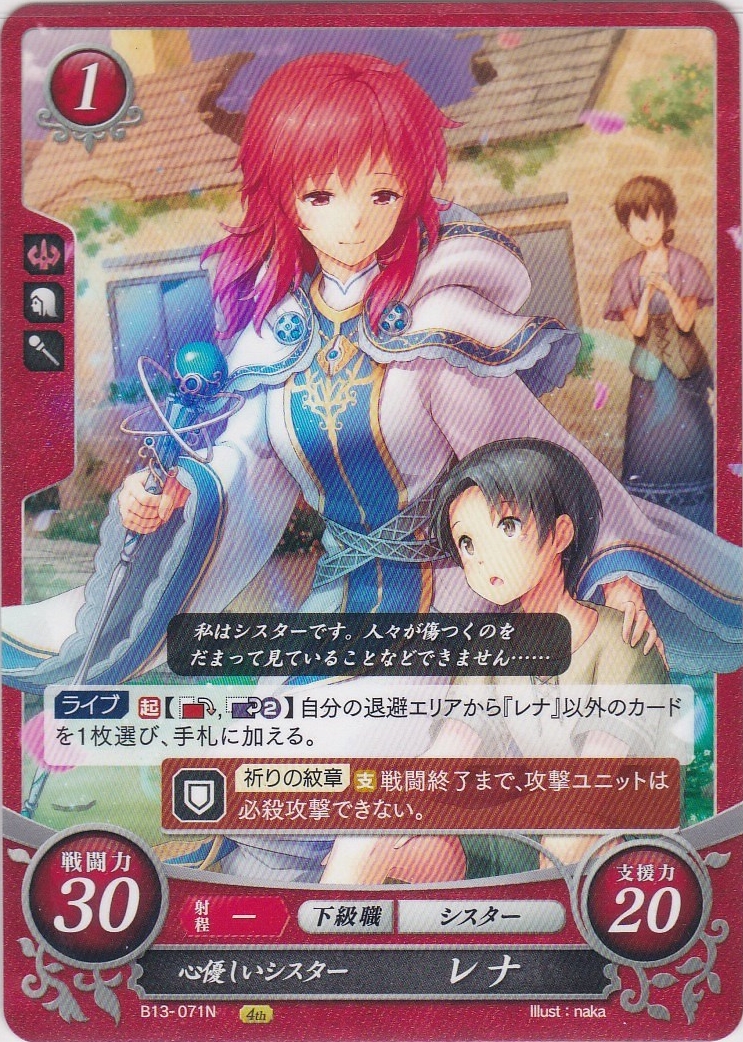 1
私はシスターです。人々が傷つくのを
だまって見ていることなどできません……
ライブ 起【 , 2】自分の退避エリアから『レナ』以外のカード
を1枚選び、手札に加える。
祈りの紋章 支 戦闘終了まで、攻撃ユニットは
必殺攻撃できない。
戦闘力
30
射程 — 下級職 シスター
支援力
20
心優しいシスター レナ
B13-071N 4th Illust : naka